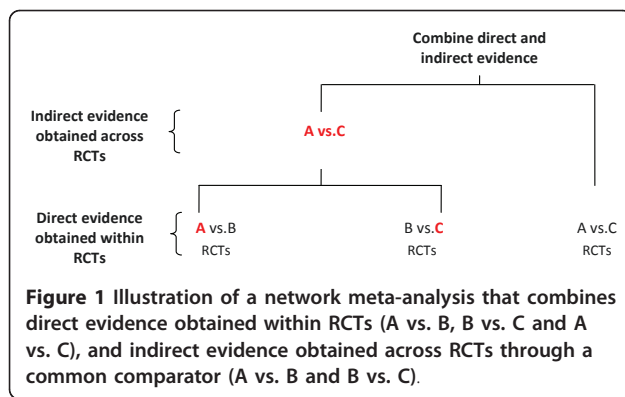 Combine direct and
indirect evidence
Indirect evidence
obtained across
RCTs
A vs.C
Direct evidence
obtained within
RCTs
A vs.B
RCTs
B vs.C
RCTs
A vs.C
RCTs
Figure 1 Illustration of a network meta-analysis that combines
direct evidence obtained within RCTs (A vs. B, B vs. C and A
vs. C), and indirect evidence obtained across RCTs through a
common comparator (A vs. B and B vs. C).